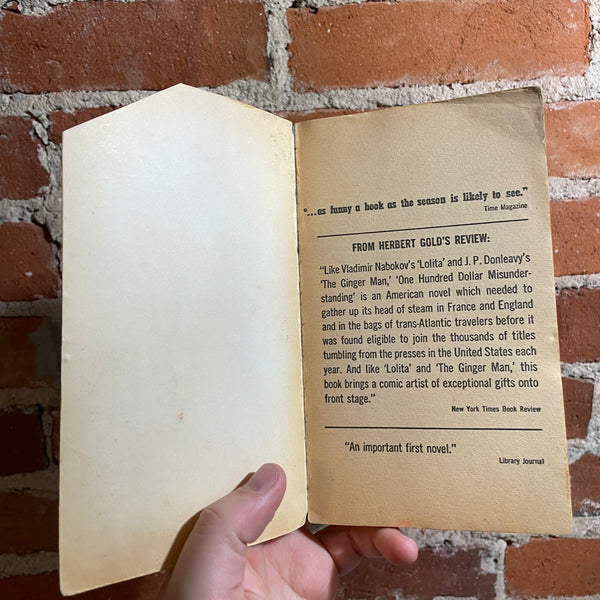 "...as funny a book as the season is likely to see."
Time Magazine
FROM HERBERT GOLD'S REVIEW:
"Like Vladimir Nabokov's 'Lolita' and J. P. Donleavy's
'The Ginger Man,' 'One Hundred Dollar Misunder-
standing' is an American novel which needed to
gather up its head of steam in France and England
and in the bags of trans-Atlantic travelers before it
was found eligible to join the thousands of titles
tumbling from the presses in the United States each
year. And like 'Lolita' and 'The Ginger Man,' this
book brings a comic artist of exceptional gifts onto
front stage."
New York Times Book Review
"An important first novel."
Library Journal